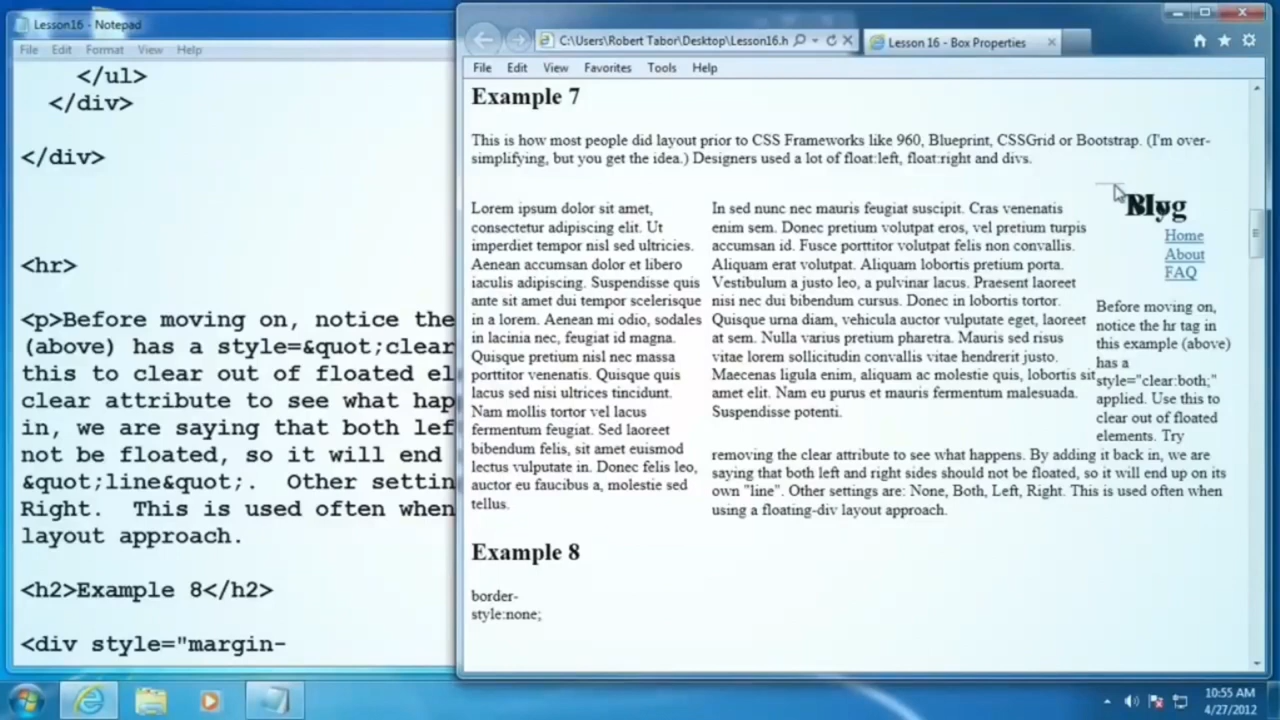 Lesson16 - Notepad
File Edit Format View Help
</ul>
</div>
</div>
<hr>
<p>Before moving on, notice the
(above) has a style=&quot;clear
this to clear out of floated el
clear attribute to see what hap
in, we are saying that both lef
not be floated, so it will end
&quot;line&quot;.  Other settin
Right.  This is used often when
layout approach.
<h2>Example 8</h2>
<div style="margin-
C:\Users\Robert Tabor\Desktop\Lesson16.h
Lesson 16 - Box Properties
File Edit View Favorites Tools Help
Example 7
This is how most people did layout prior to CSS Frameworks like 960, Blueprint, CSSGrid or Bootstrap. (I'm over-
simplifying, but you get the idea.) Designers used a lot of float:left, float:right and divs.
Lorem ipsum dolor sit amet,
consectetur adipiscing elit. Ut
imperdiet tempor nisl sed ultricies.
Aenean accumsan dolor et libero
iaculis adipiscing. Suspendisse quis
ante sit amet dui tempor scelerisque
in a lorem. Aenean mi odio, sodales
in lacinia nec, feugiat id magna.
Quisque pretium nisl nec massa
porttitor venenatis. Quisque quis
lacus sed nisi ultrices tincidunt.
Nam mollis tortor vel lacus
fermentum feugiat. Sed laoreet
bibendum felis, sit amet euismod
lectus vulputate in. Donec felis leo,
auctor eu faucibus a, molestie sed
tellus.
In sed nunc nec mauris feugiat suscipit. Cras venenatis
enim sem. Donec pretium volutpat eros, vel pretium turpis
accumsan id. Fusce porttitor volutpat felis non convallis.
Aliquam erat volutpat. Aliquam lobortis pretium porta.
Vestibulum a justo leo, a pulvinar lacus. Praesent laoreet
nisi nec dui bibendum cursus. Donec in lobortis tortor.
Quisque urna diam, vehicula auctor vulputate eget, laoreet
at sem. Nulla varius pretium pharetra. Mauris sed risus
vitae lorem sollicitudin convallis vitae hendrerit justo.
Maecenas ligula enim, aliquam ac molestie quis, lobortis sit
amet elit. Nam eu purus et mauris fermentum malesuada.
Suspendisse potenti.
Home
About
FAQ
Before moving on,
notice the hr tag in
this example (above)
has a
style="clear:both;"
applied. Use this to
clear out of floated
elements. Try
removing the clear attribute to see what happens. By adding it back in, we are
saying that both left and right sides should not be floated, so it will end up on its
own "line". Other settings are: None, Both, Left, Right. This is used often when
using a floating-div layout approach.
Example 8
border-
style:none;
10:55 AM
4/27/2012